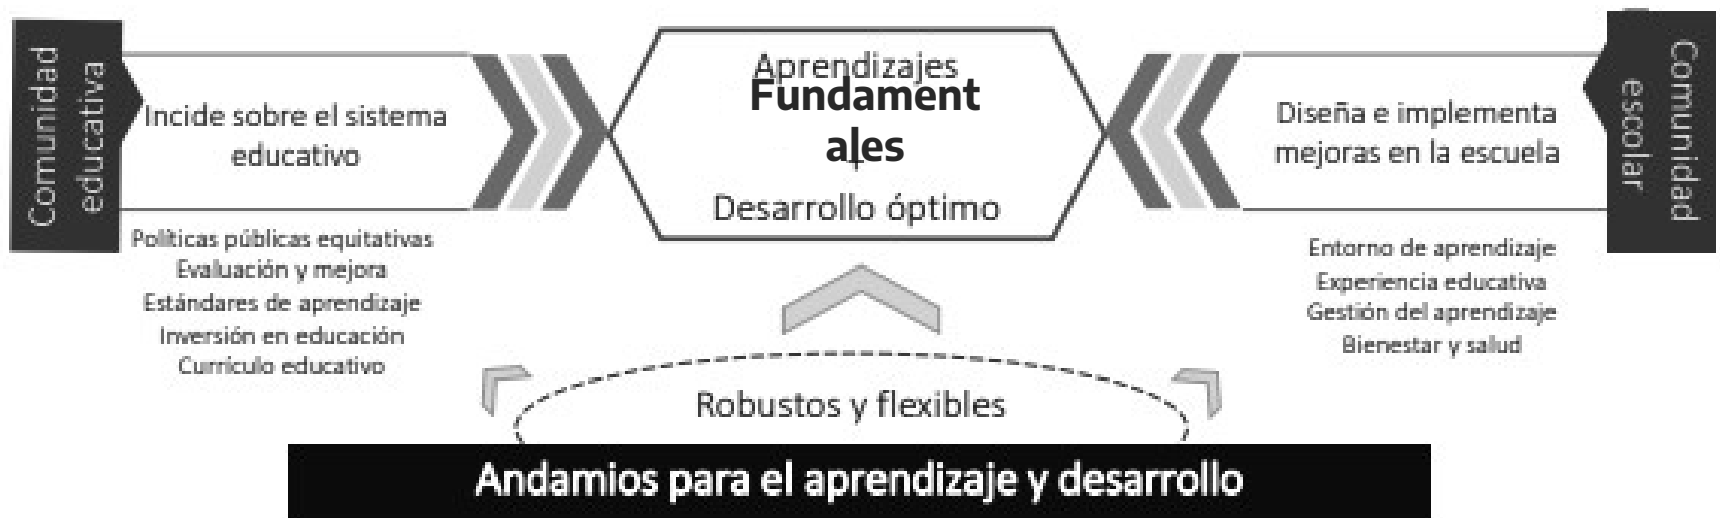 Comunidad
educativa
Incide sobre el sistema
educativo
Políticas públicas equitativas
Evaluación y mejora
Estándares de aprendizaje
Inversión en educación
Currículo educativo
Aprendizajes
Fundament
ales
+
Desarrollo óptimo
Diseña e implementa
mejoras en la escuela
Comunidad
escolar
Entorno de aprendizaje
Experiencia educativa
Gestión del aprendizaje
Bienestar y salud
Robustos y flexibles
Andamios para el aprendizaje y desarrollo